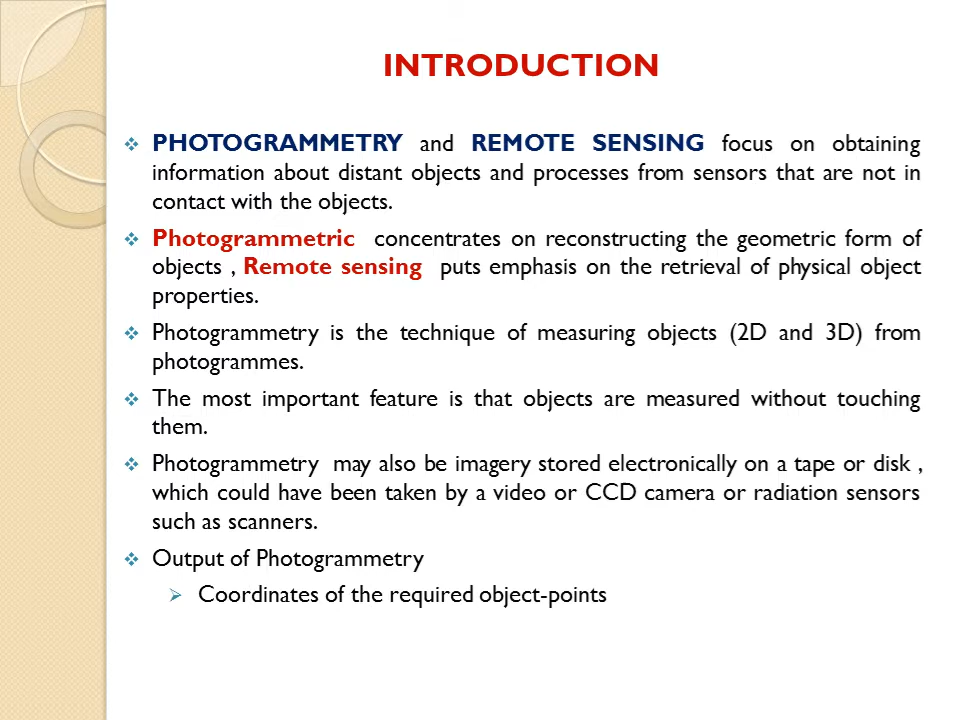 INTRODUCTION
PHOTOGRAMMETRY and REMOTE SENSING focus on obtaining
information about distant objects and processes from sensors that are not in
contact with the objects.
Photogrammetric concentrates on reconstructing the geometric form of
objects , Remote sensing puts emphasis on the retrieval of physical object
properties.
Photogrammetry is the technique of measuring objects (2D and 3D) from
photogrammes.
The most important feature is that objects are measured without touching
them.
Photogrammetry may also be imagery stored electronically on a tape or disk ,
which could have been taken by a video or CCD camera or radiation sensors
such as scanners.
Output of Photogrammetry
Coordinates of the required object-points